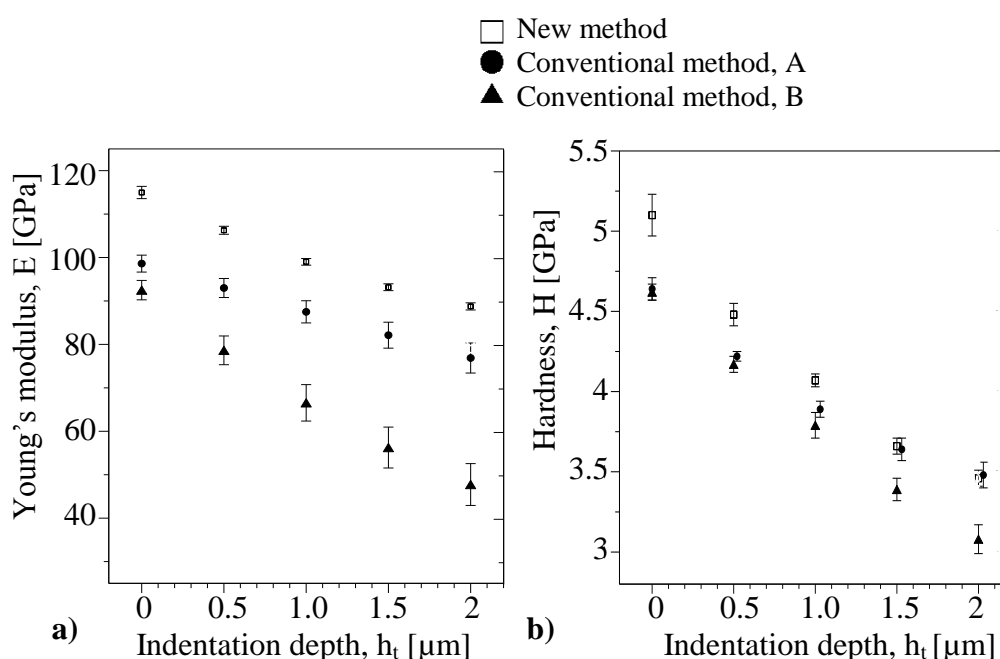 New method
Conventional method, A
Conventional method, B
Young's modulus, E [GPa]
120
100
80
60
40
0 0.5 1.0 1.5 2
a) Indentation depth, hₜ [µm]
Hardness, H [GPa]
5.5
5
4.5
4
3.5
3
0 0.5 1.0 1.5 2
b) Indentation depth, hₜ [µm]